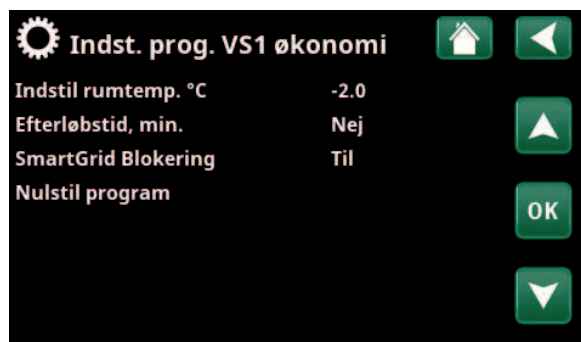 Indst. prog. VS1 økonomi
Indstil rumtemp. °C -2.0
Efterløbstid, min. Nej
SmartGrid Blokering Til
Nulstil program
OK